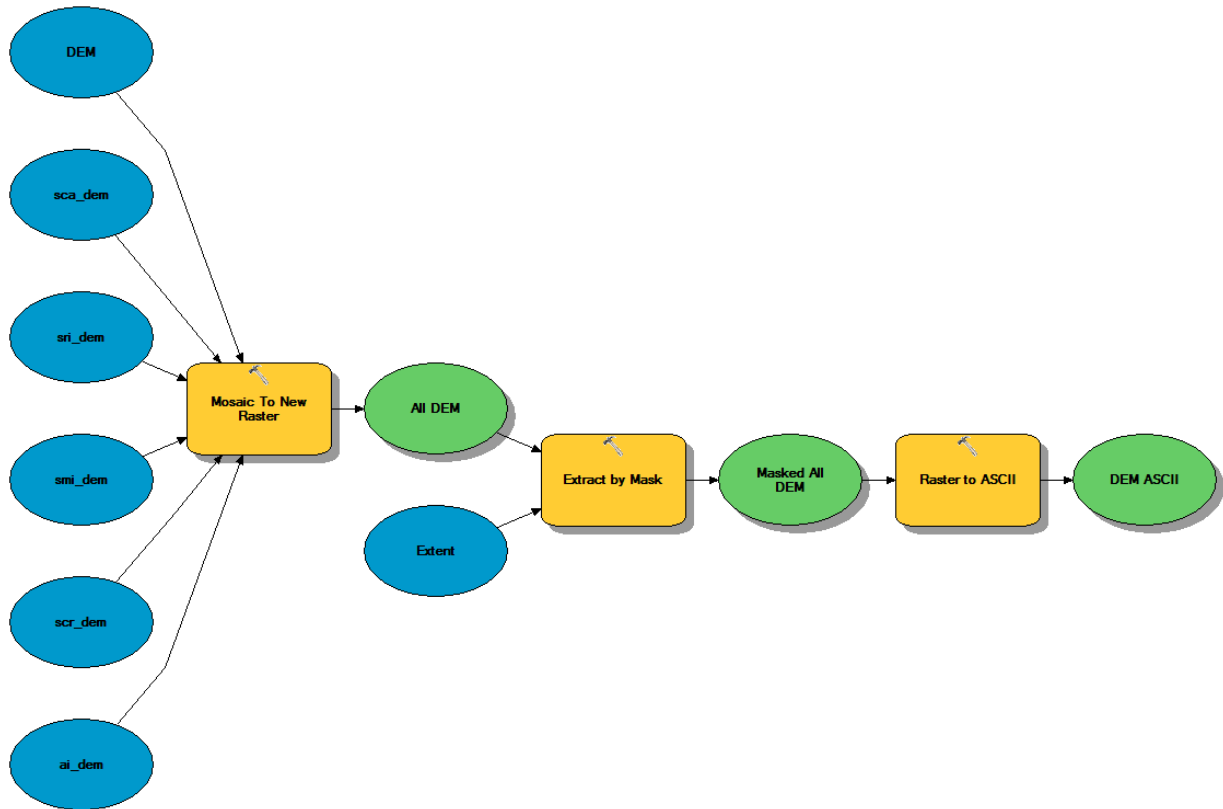 DEM
sca_dem
sri_dem
Mosaic To New
Raster
All DEM
smi_dem
Extract by Mask
Masked All
DEM
Raster to ASCII
DEM ASCII
Extent
scr_dem
ai_dem